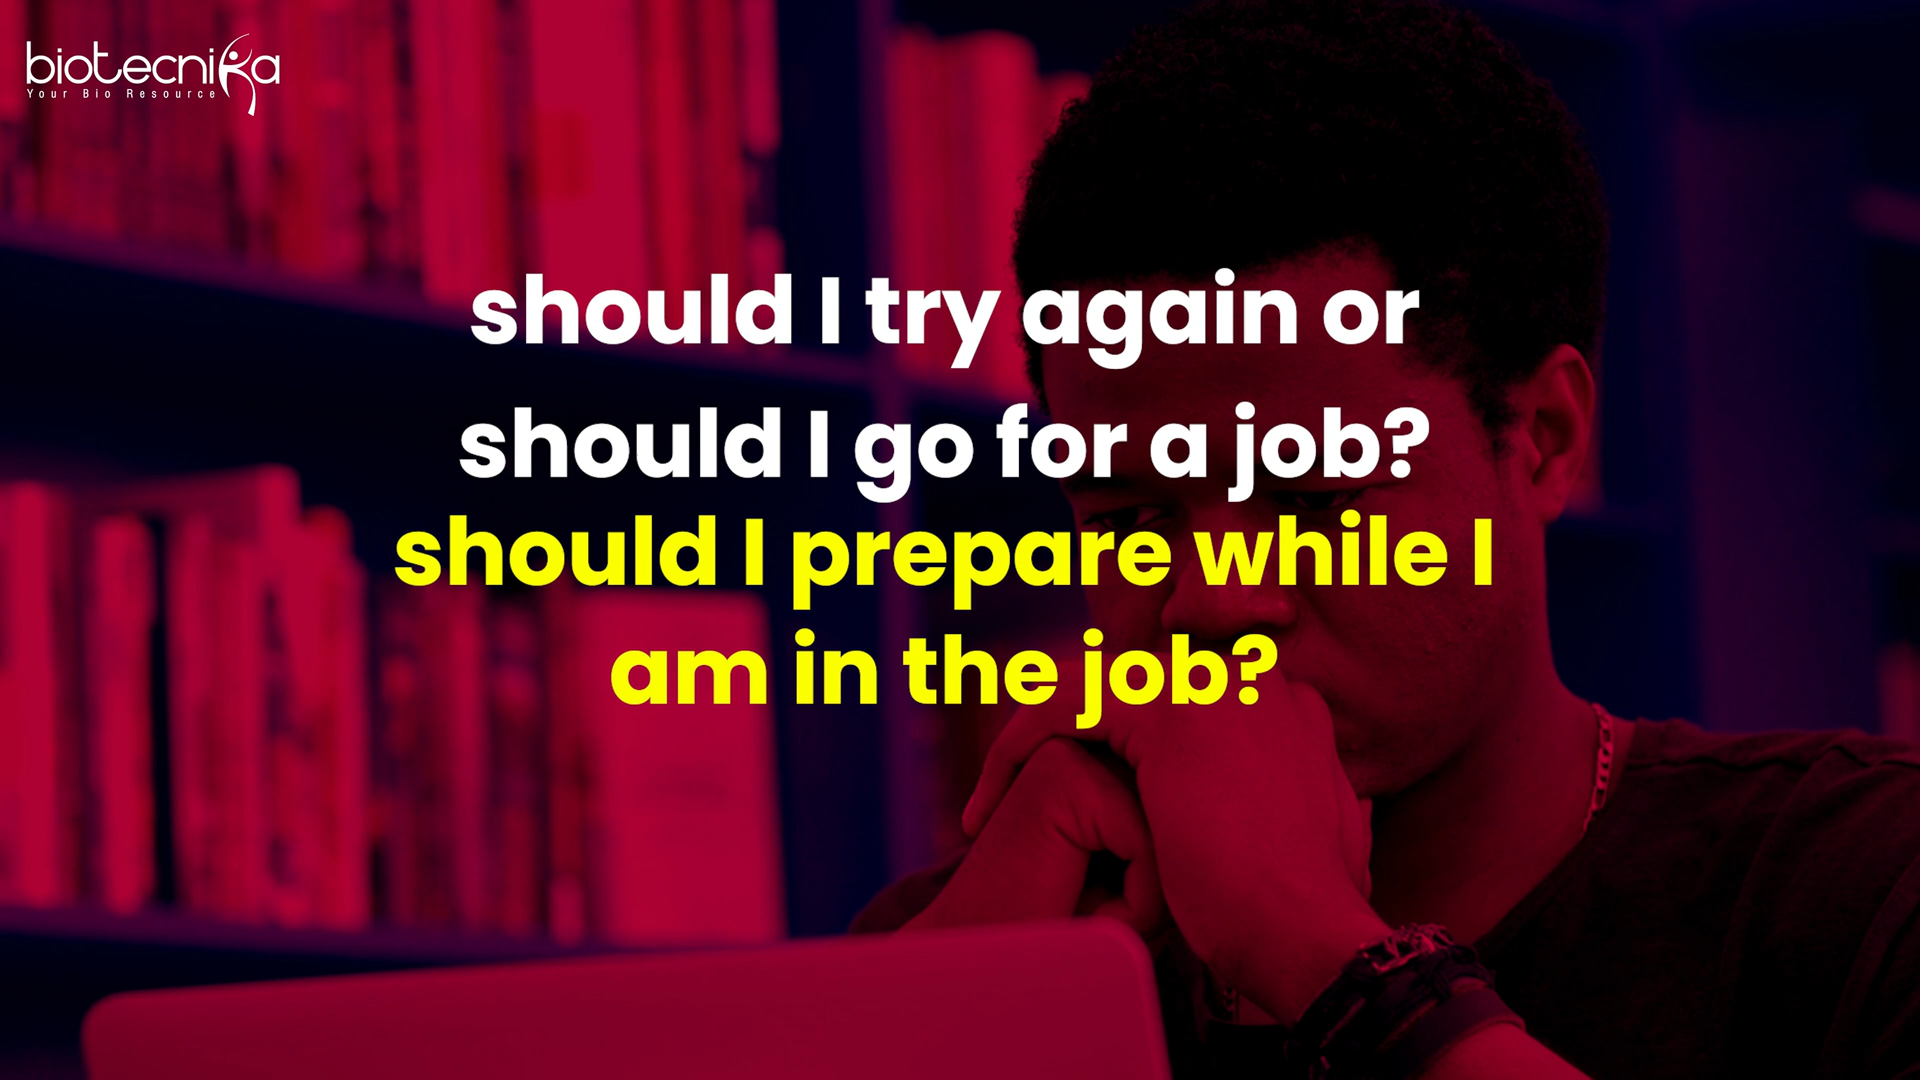 biotecnika
Your Bio Resource
should I try again or
should I go for a job?
should I prepare while I
am in the job?